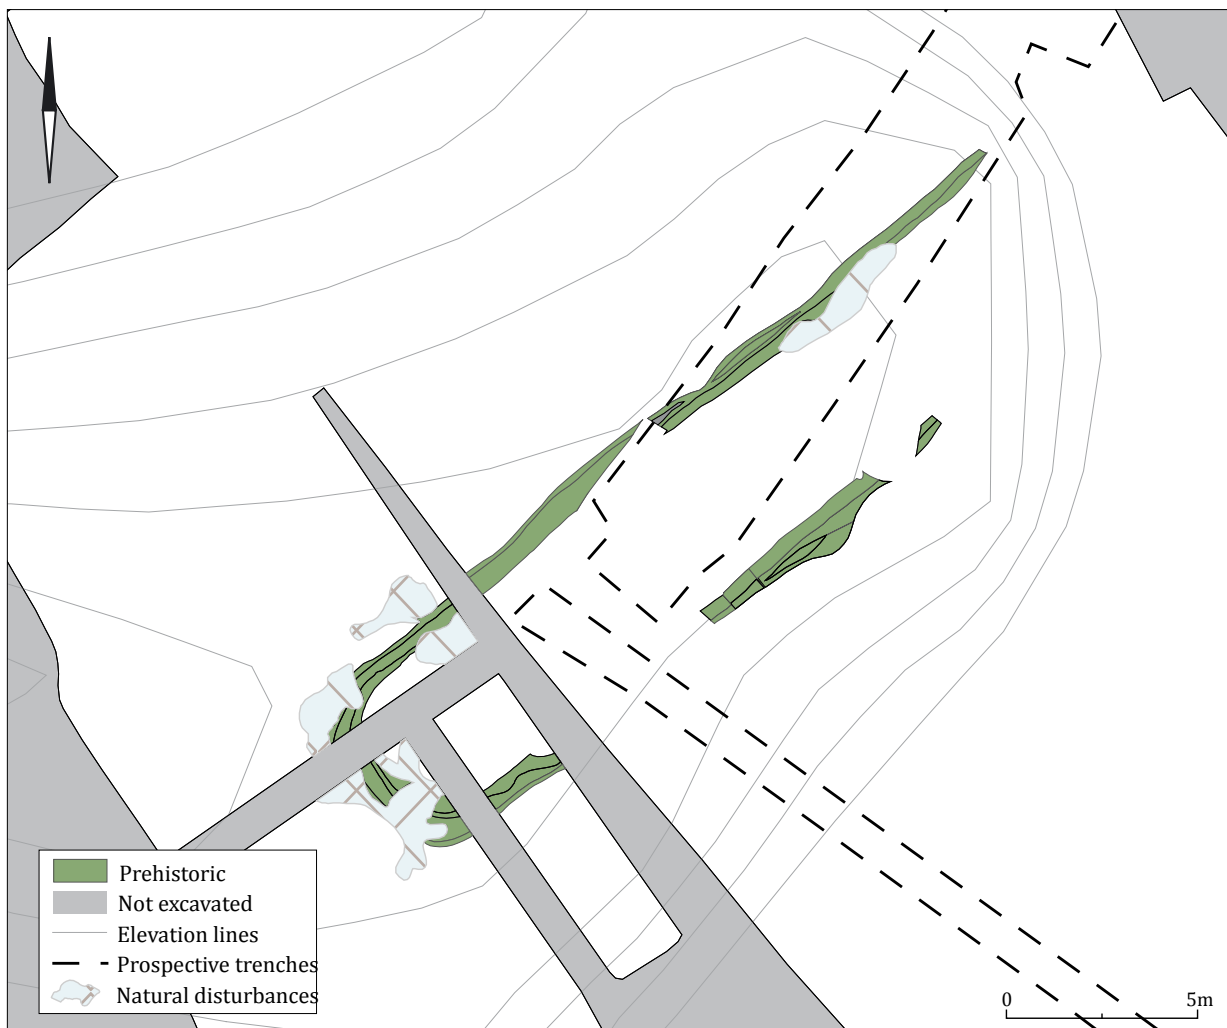 Prehistoric
Not excavated
Elevation lines
Prospective trenches
Natural disturbances
0 5m